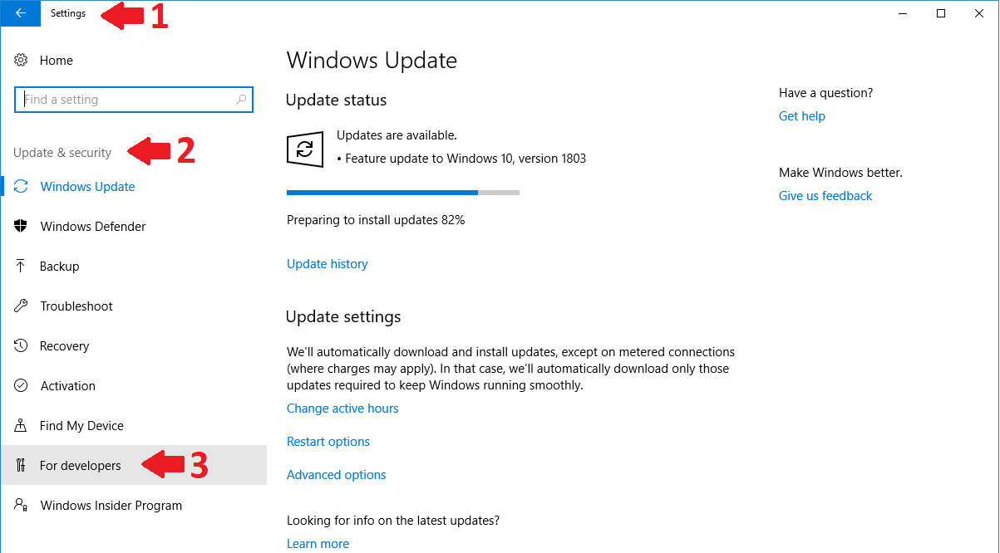 Settings
1
Home
Find a setting
Update & security
2
Windows Update
Windows Defender
Backup
Troubleshoot
Recovery
Activation
Find My Device
For developers
3
Windows Insider Program
Windows Update
Update status
Updates are available.
• Feature update to Windows 10, version 1803
Preparing to install updates 82%
Update history
Update settings
We'll automatically download and install updates, except on metered connections
(where charges may apply). In that case, we'll automatically download only those
updates required to keep Windows running smoothly.
Change active hours
Restart options
Advanced options
Looking for info on the latest updates?
Learn more
Have a question?
Get help
Make Windows better.
Give us feedback